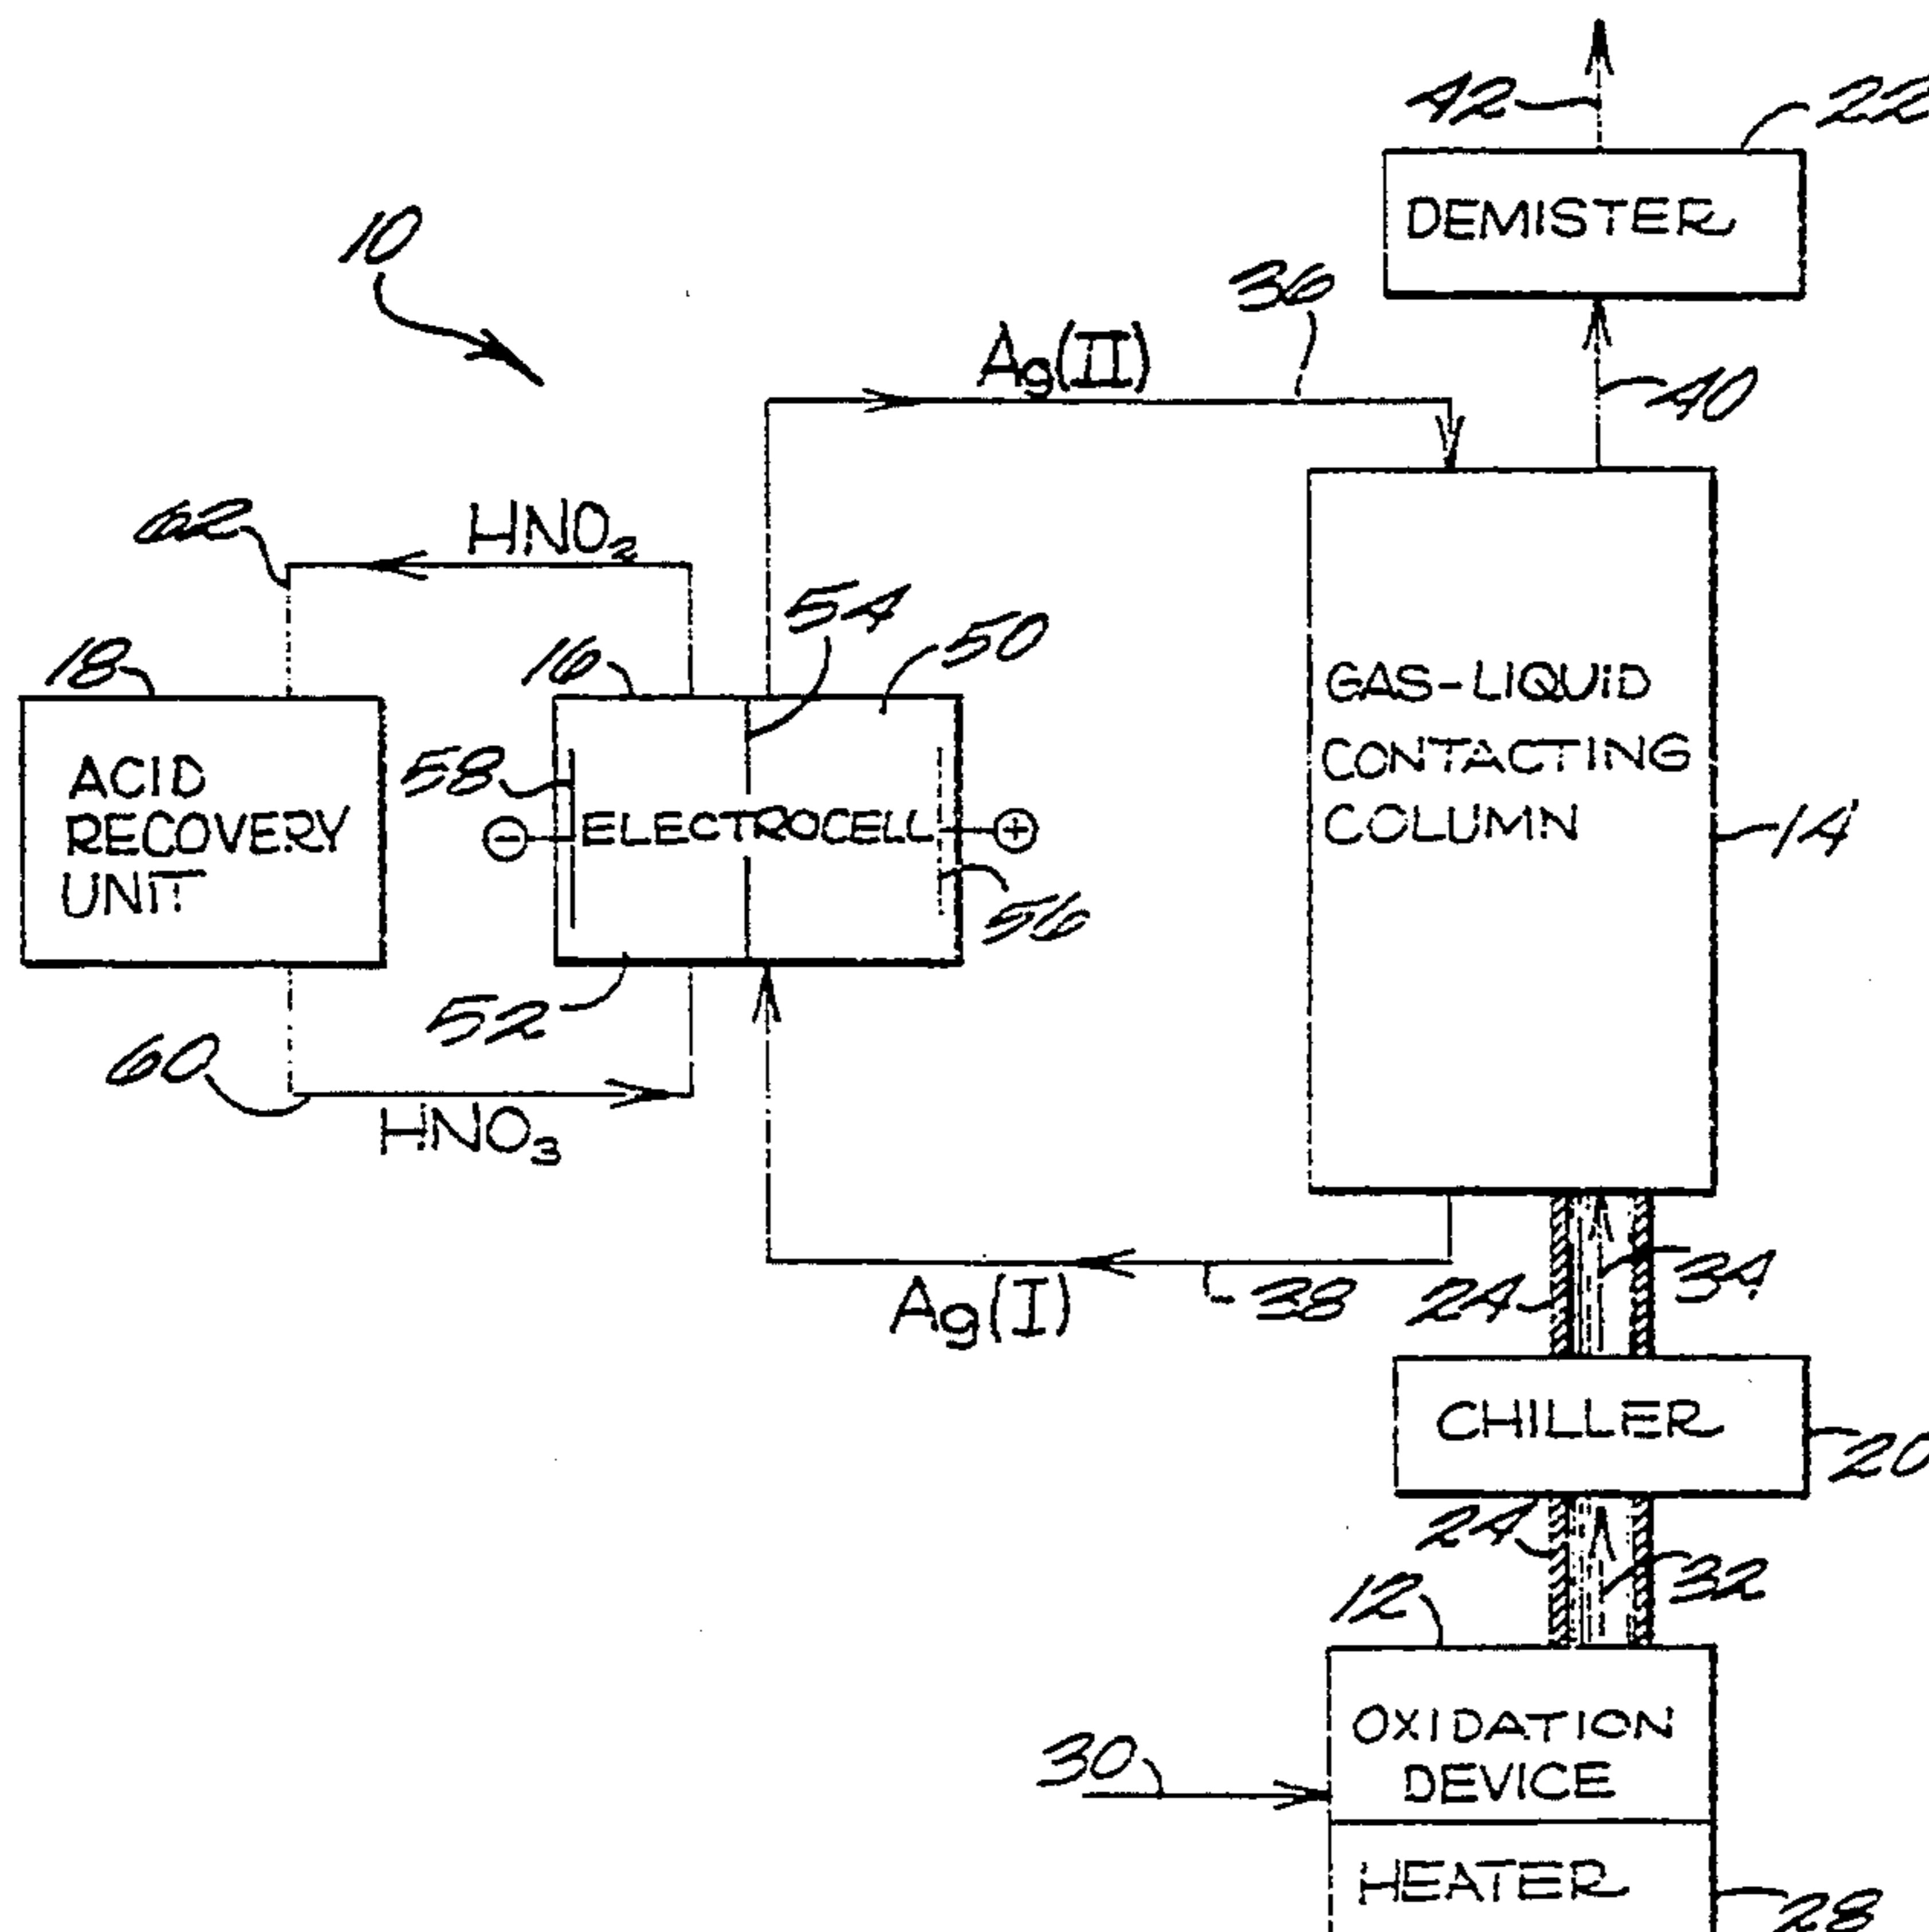 42
22
DEMISTER
10
36
Ag(II)
40
62
HNO2
54
50
18
16
GAS-LIQUID
CONTACTING
COLUMN
14
ACID
RECOVERY
UNIT
58
−
ELECTROCELL
+
56
52
60
HNO3
Ag(I)
38
24
34
CHILLER
20
24
32
12
OXIDATION
DEVICE
30
HEATER
28